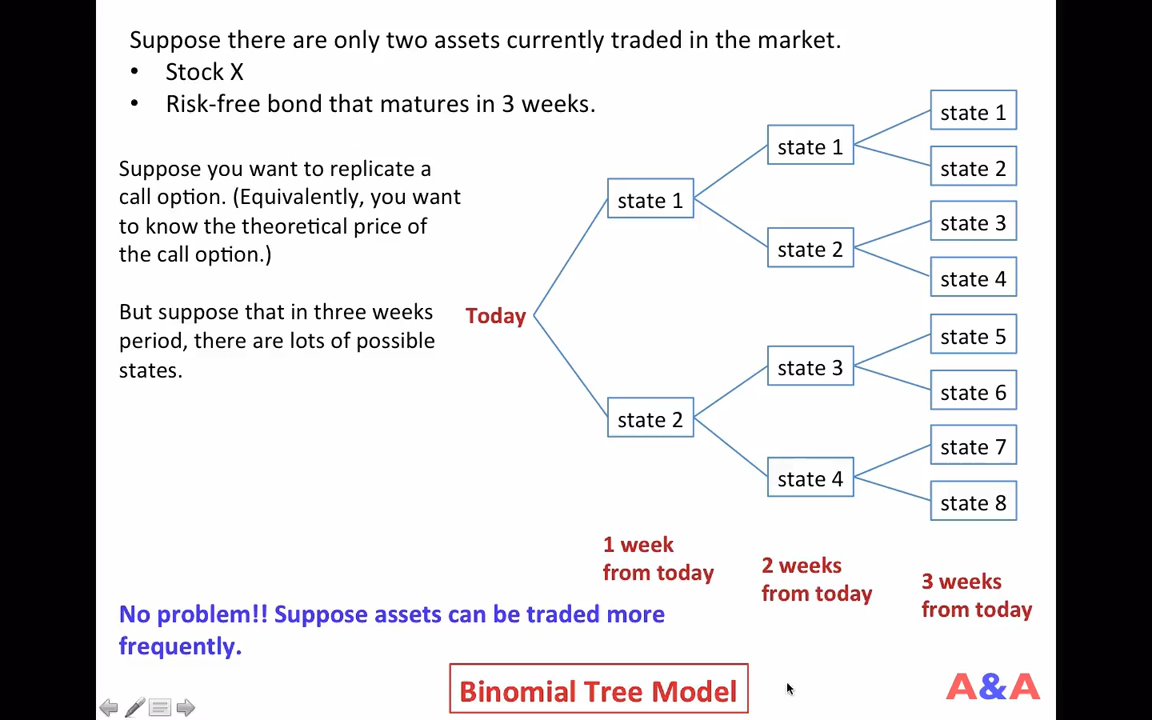 Suppose there are only two assets currently traded in the market.
• Stock X
• Risk-free bond that matures in 3 weeks.
Suppose you want to replicate a
call option. (Equivalently, you want
to know the theoretical price of
the call option.)
But suppose that in three weeks
period, there are lots of possible
states.
Today
state 1
state 2
1 week
from today
state 1
state 2
state 3
state 4
2 weeks
from today
state 1
state 2
state 3
state 4
state 5
state 6
state 7
state 8
3 weeks
from today
No problem!! Suppose assets can be traded more
frequently.
Binomial Tree Model
A&A